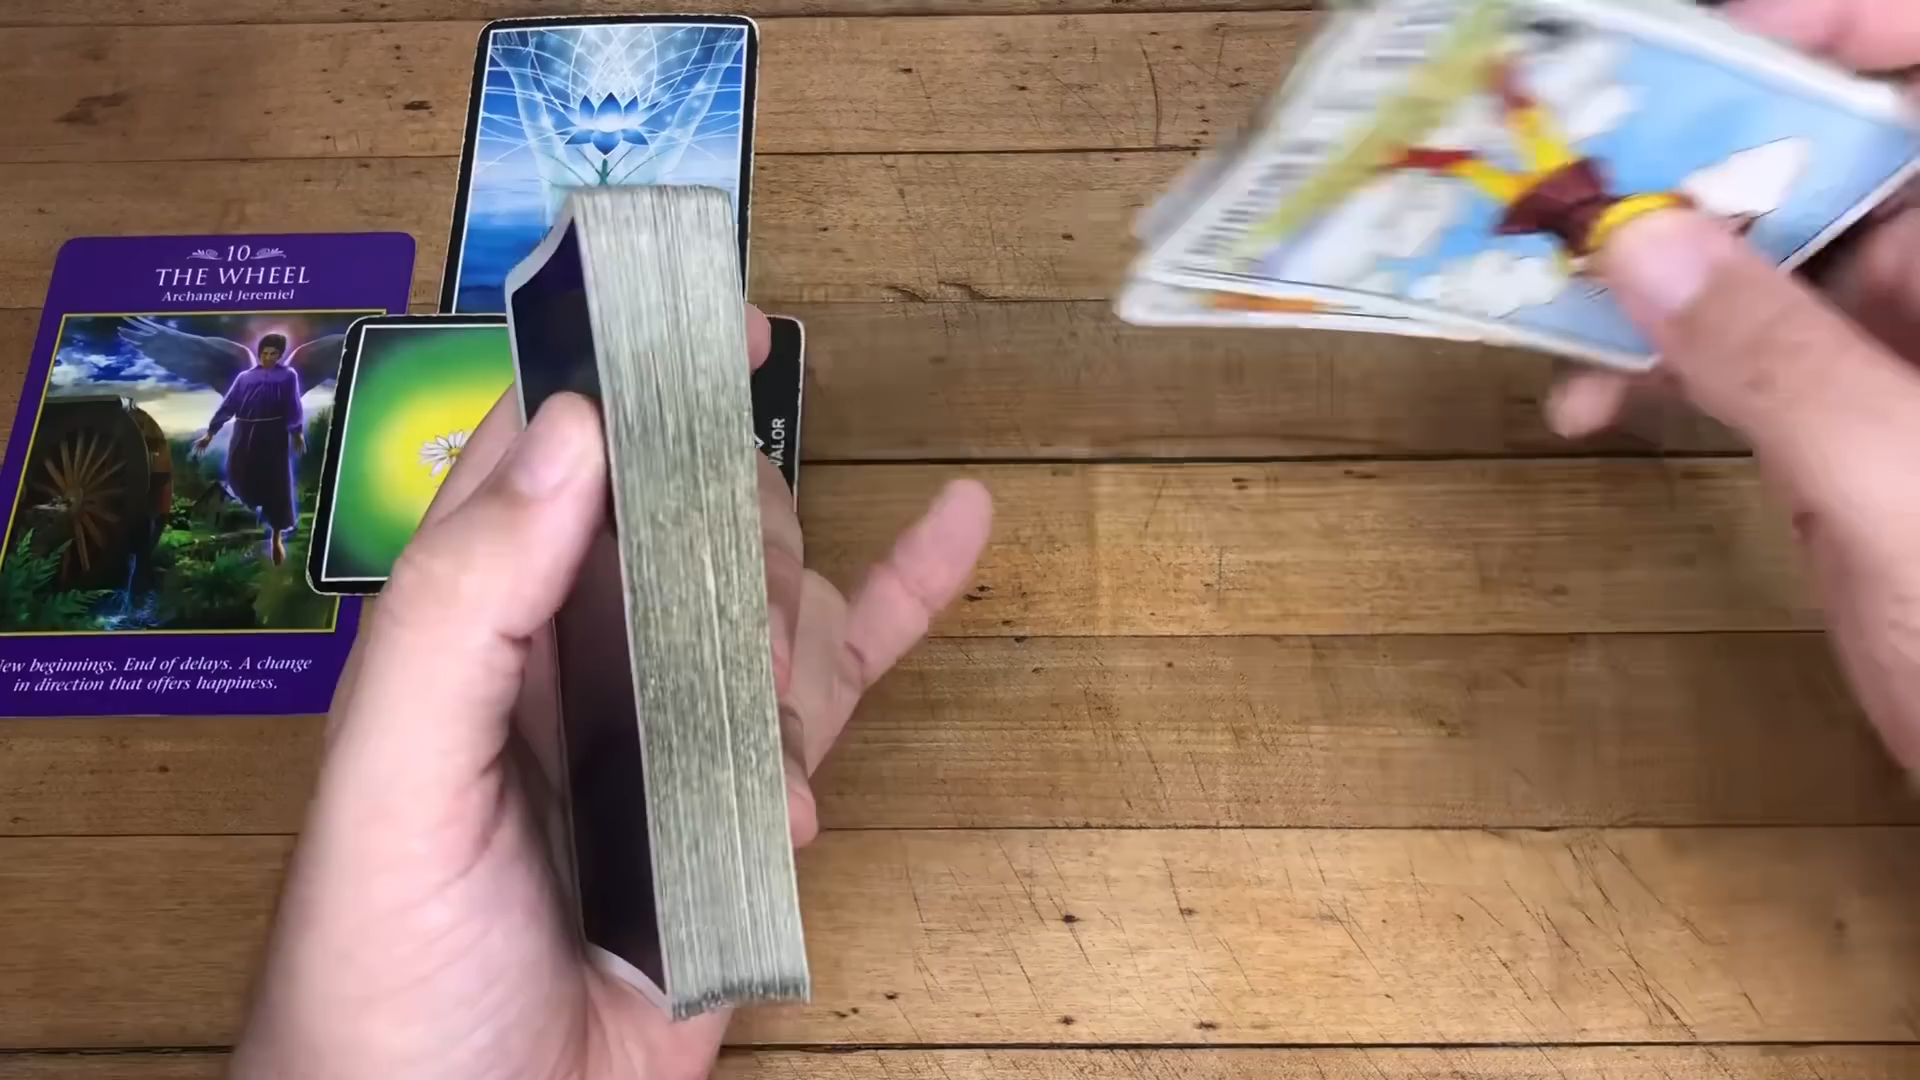 10
THE WHEEL
Archangel Jeremiel
New beginnings. End of delays. A change
in direction that offers happiness.
VALOR